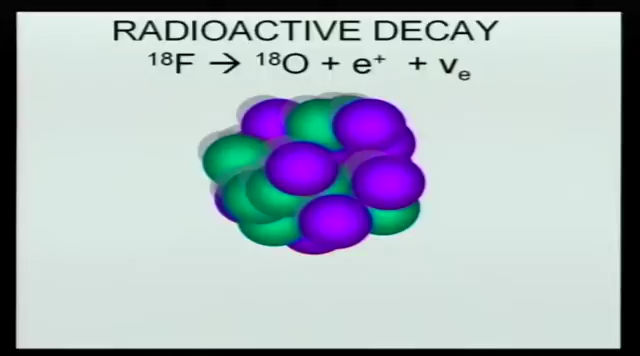 RADIOACTIVE DECAY
¹⁸F → ¹⁸O + e⁺ + νₑ